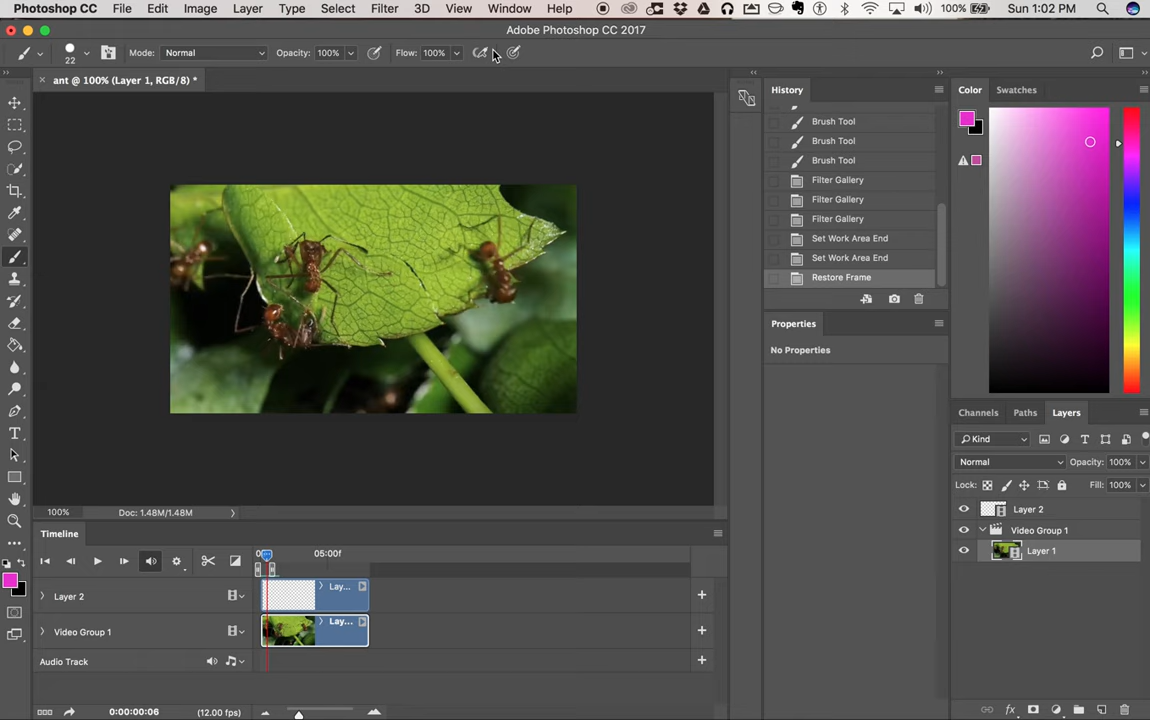 Photoshop CC File Edit Image Layer Type Select Filter 3D View Window Help 100% Sun 1:02 PM
Adobe Photoshop CC 2017
22 Mode: Normal Opacity: 100% Flow: 100%
ant @ 100% (Layer 1, RGB/8) *
History
Brush Tool
Brush Tool
Brush Tool
Filter Gallery
Filter Gallery
Filter Gallery
Set Work Area End
Set Work Area End
Restore Frame
Properties
No Properties
Color Swatches
Channels Paths Layers
Kind
Normal Opacity: 100%
Lock: Fill: 100%
Layer 2
Video Group 1
Layer 1
100% Doc: 1.48M/1.48M
Timeline
05:00f
Layer 2 Lay...
Video Group 1 Lay...
Audio Track
0:00:00:06 (12.00 fps)